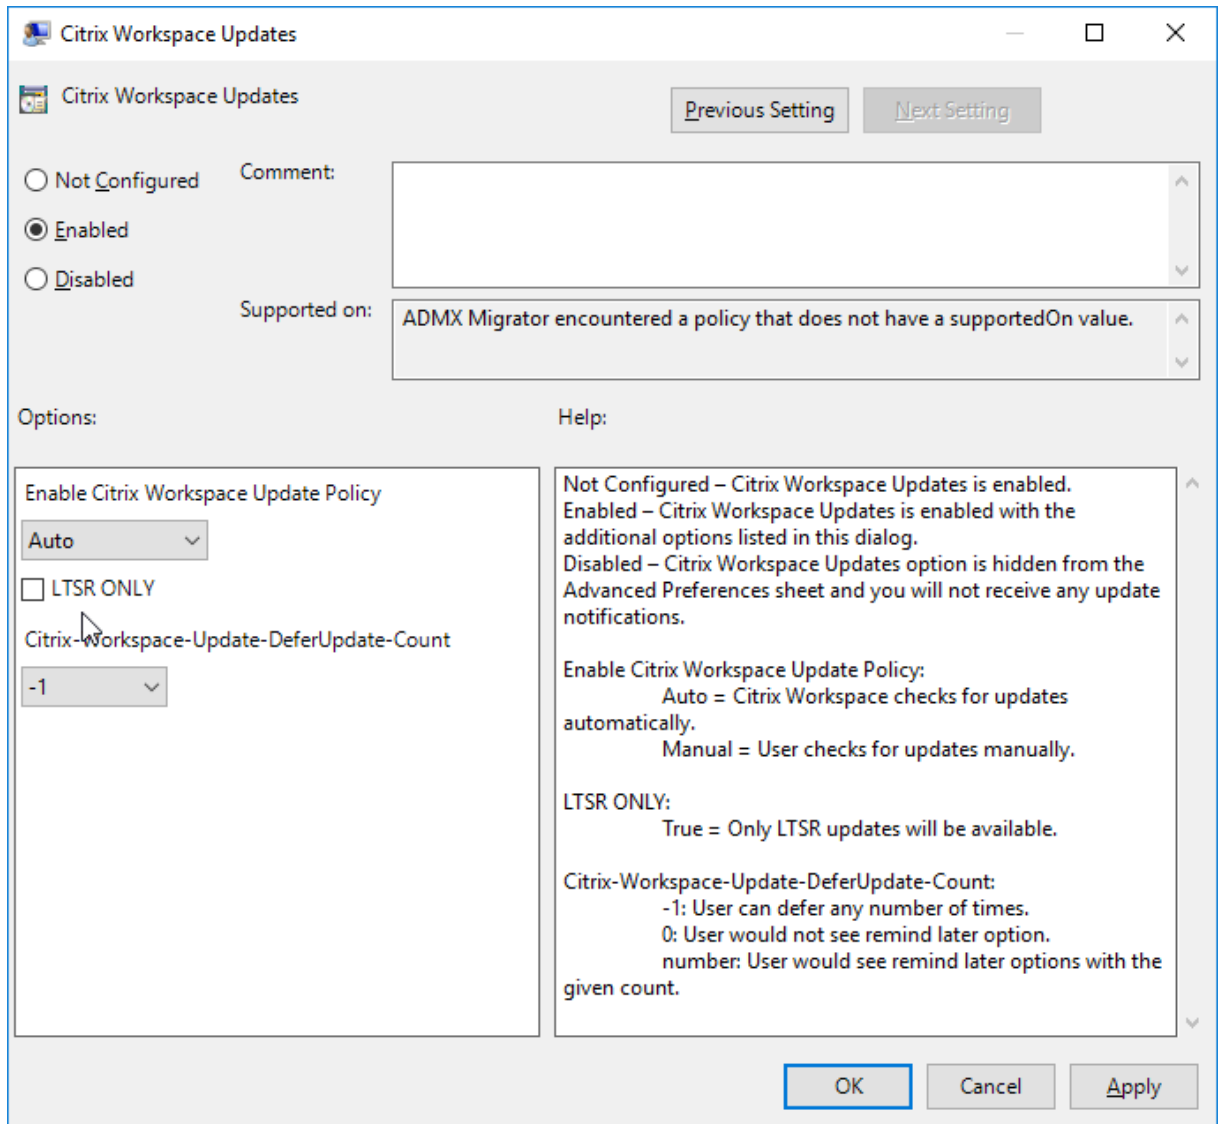 Citrix Workspace Updates
Citrix Workspace Updates
Previous Setting
Next Setting
Not Configured
Comment:
Enabled
Disabled
Supported on:
ADMX Migrator encountered a policy that does not have a supportedOn value.
Options:
Help:
Enable Citrix Workspace Update Policy
Auto
LTSR ONLY
Citrix-Workspace-Update-DeferUpdate-Count
-1
Not Configured – Citrix Workspace Updates is enabled.
Enabled – Citrix Workspace Updates is enabled with the
additional options listed in this dialog.
Disabled – Citrix Workspace Updates option is hidden from the
Advanced Preferences sheet and you will not receive any update
notifications.
Enable Citrix Workspace Update Policy:
Auto = Citrix Workspace checks for updates
automatically.
Manual = User checks for updates manually.
LTSR ONLY:
True = Only LTSR updates will be available.
Citrix-Workspace-Update-DeferUpdate-Count:
-1: User can defer any number of times.
0: User would not see remind later option.
number: User would see remind later options with the
given count.
OK
Cancel
Apply